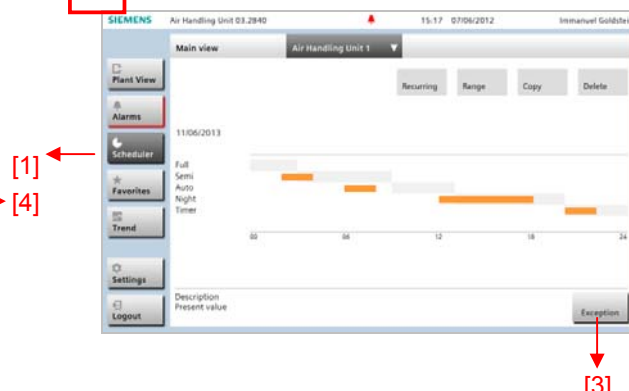 SIEMENS Air Handling Unit 03.2840 15:17 07/06/2012 Immanuel Goldstei
Main view Air Handling Unit 1
Plant View
Recurring Range Copy Delete
Alarms
11/06/2013
Scheduler
[1]
Full
Semi
Auto
Night
Timer
Favorites
[4]
Trend
00 06 12 18 24
Settings
Description
Present value
Logout
Exception
[3]